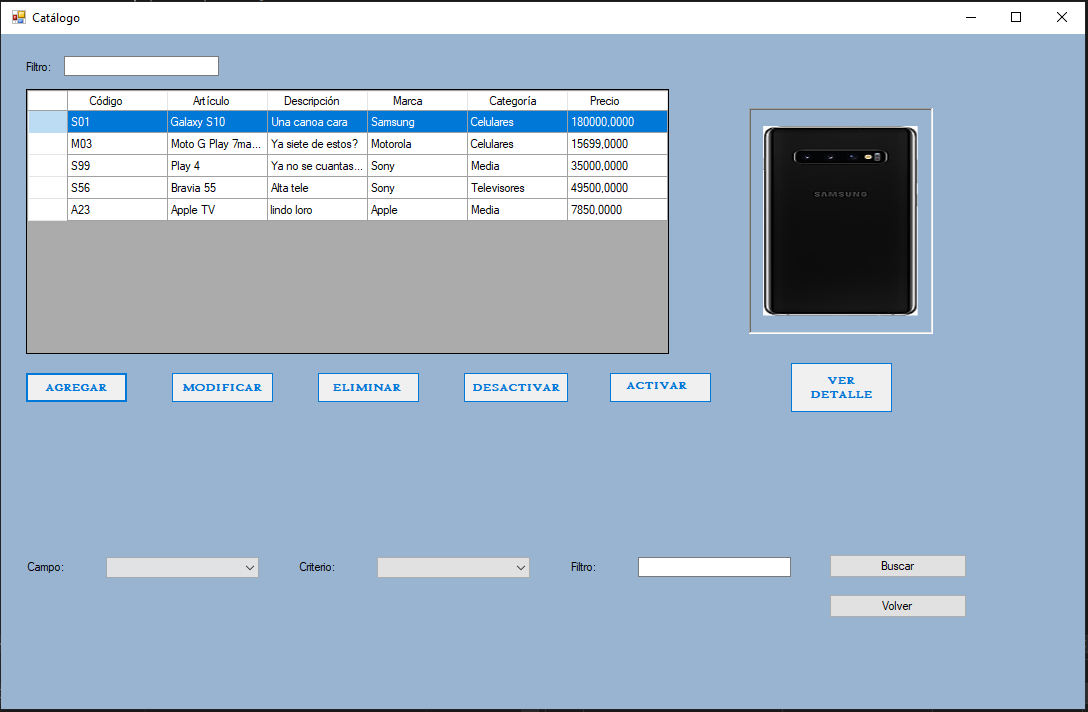 Catálogo
Filtro:
Código Artículo Descripción Marca Categoría Precio
S01 Galaxy S10 Una canoa cara Samsung Celulares 180000,0000
M03 Moto G Play 7ma... Ya siete de estos? Motorola Celulares 15699,0000
S99 Play 4 Ya no se cuantas... Sony Media 35000,0000
S56 Bravia 55 Alta tele Sony Televisores 49500,0000
A23 Apple TV lindo loro Apple Media 7850,0000
SAMSUNG
AGREGAR MODIFICAR ELIMINAR DESACTIVAR ACTIVAR
VER
DETALLE
Campo: Criterio: Filtro: Buscar
Volver